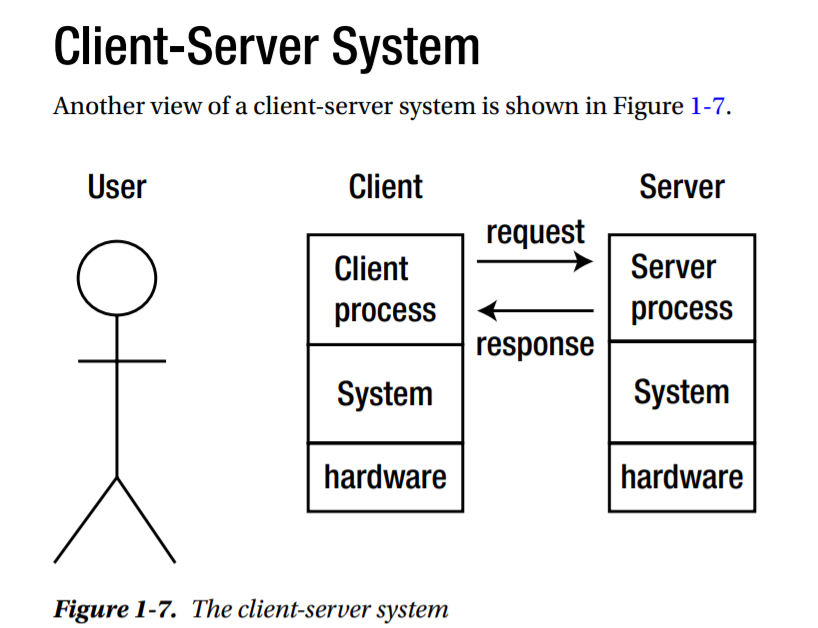 Client-Server System
Another view of a client-server system is shown in Figure 1-7.
User
Client
Server
request
Client
process
Server
process
response
System
System
hardware
hardware
Figure 1-7. The client-server system